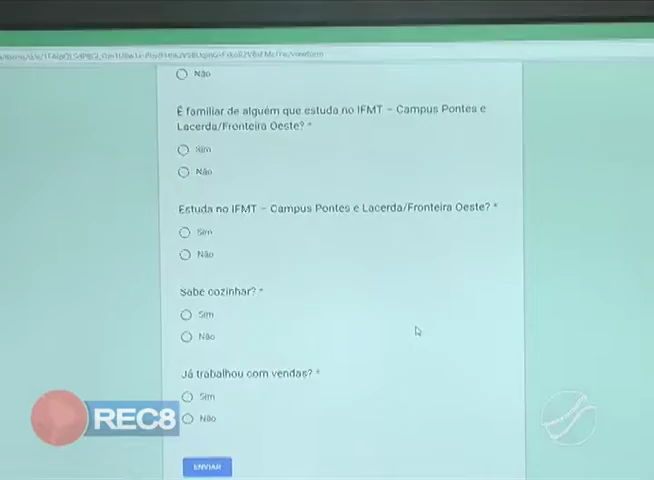 Não
É familiar de alguém que estuda no IFMT - Campus Pontes e
Lacerda/Fronteira Oeste? *
Sim
Não
Estuda no IFMT - Campus Pontes e Lacerda/Fronteira Oeste? *
Sim
Não
Sabe cozinhar? *
Sim
Não
Já trabalhou com vendas? *
Sim
Não
REC8
ENVIAR